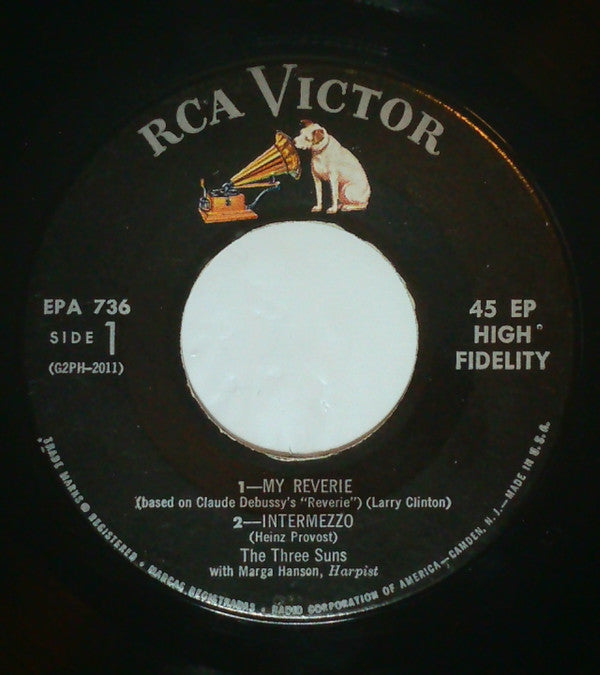 RCA VICTOR
EPA 736
SIDE 1
(G2PH-2011)
45 EP
HIGH
FIDELITY
1—MY REVERIE
(based on Claude Debussy's "Reverie") (Larry Clinton)
2—INTERMEZZO
(Heinz Provost)
The Three Suns
with Marga Hanson, Harpist
TRADE MARKS ® REGISTERED • MARCAS REGISTRADAS • RADIO CORPORATION OF AMERICA—CAMDEN, N. J.—MADE IN U.S.A.